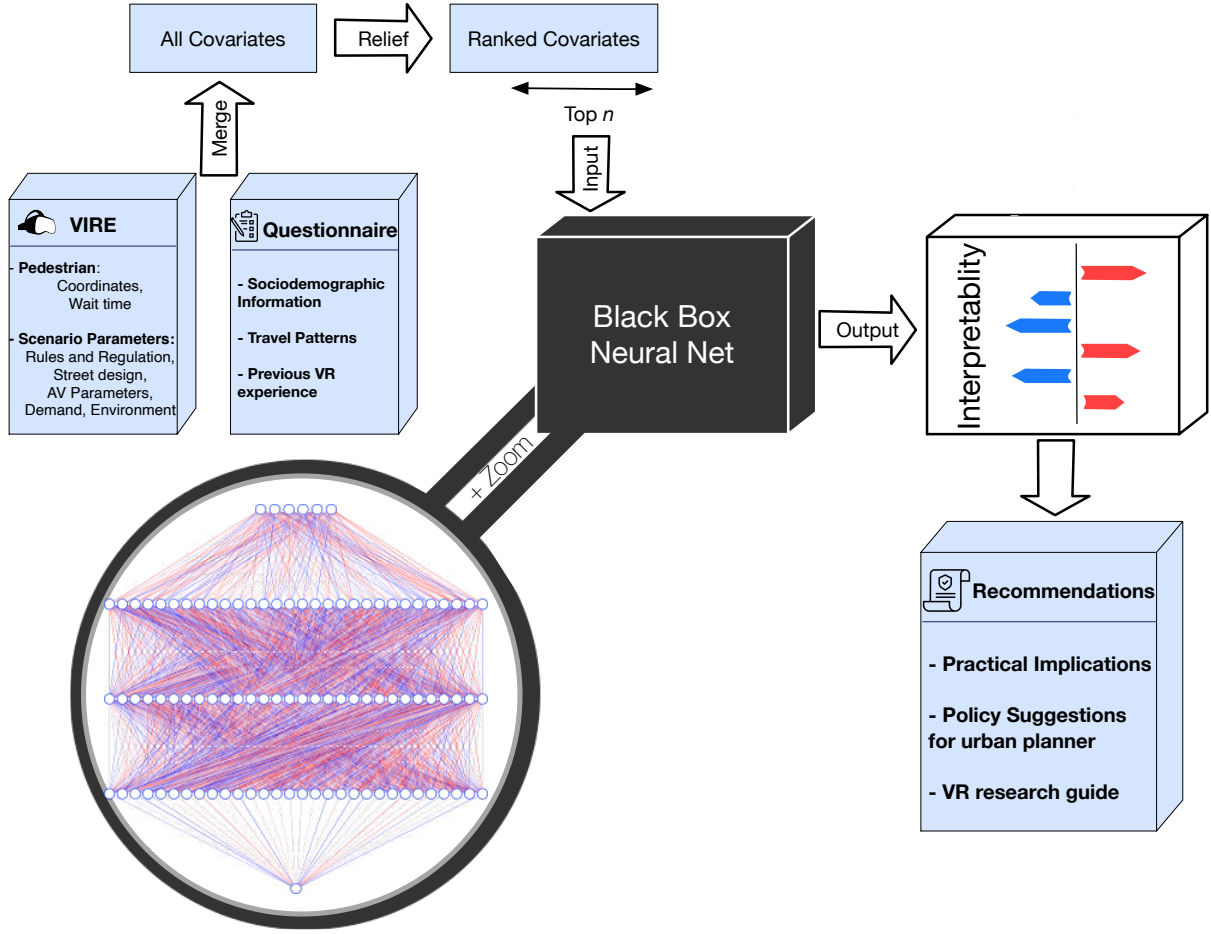 All Covariates
Relief
Ranked Covariates
Top n
Merge
Input
VIRE
- Pedestrian:
Coordinates,
Wait time
- Scenario Parameters:
Rules and Regulation,
Street design,
AV Parameters,
Demand, Environment
Questionnaire
- Sociodemographic
Information
- Travel Patterns
- Previous VR
experience
Black Box
Neural Net
Output
Interpretablity
+ Zoom
Recommendations
- Practical Implications
- Policy Suggestions
for urban planner
- VR research guide